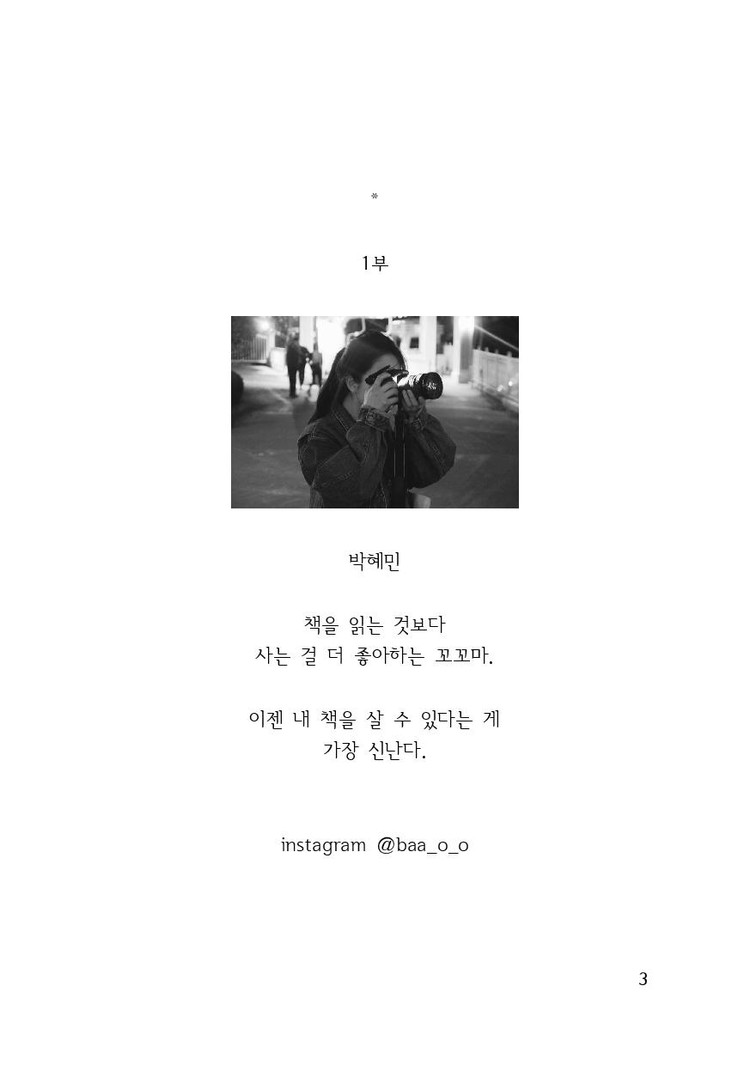 *
1부
박혜민
책을 읽는 것보다
사는 걸 더 좋아하는 꼬꼬마.
이젠 내 책을 살 수 있다는 게
가장 신난다.
instagram @baa_o_o
3